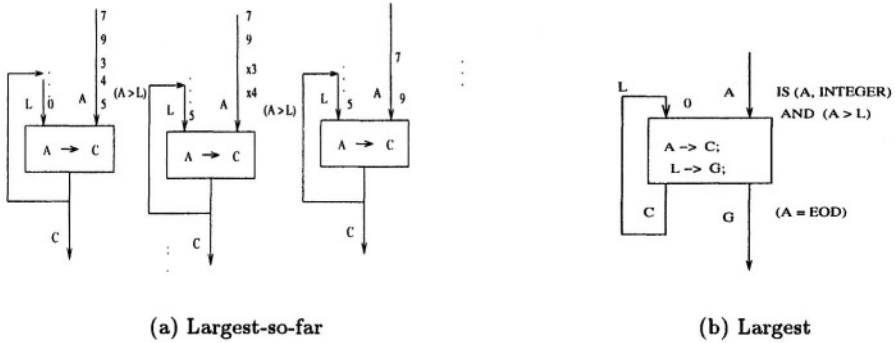 7
9
3
4
5
L 0 A
(A>L)
A → C
C
7
9
x3
x4
L 5 A
(A>L)
A → C
C
7
9
L 5 A
A → C
C
L
0
A
IS (A, INTEGER)
AND (A > L)
A -> C;
L -> G;
C
G
(A = EOD)
(a) Largest-so-far
(b) Largest